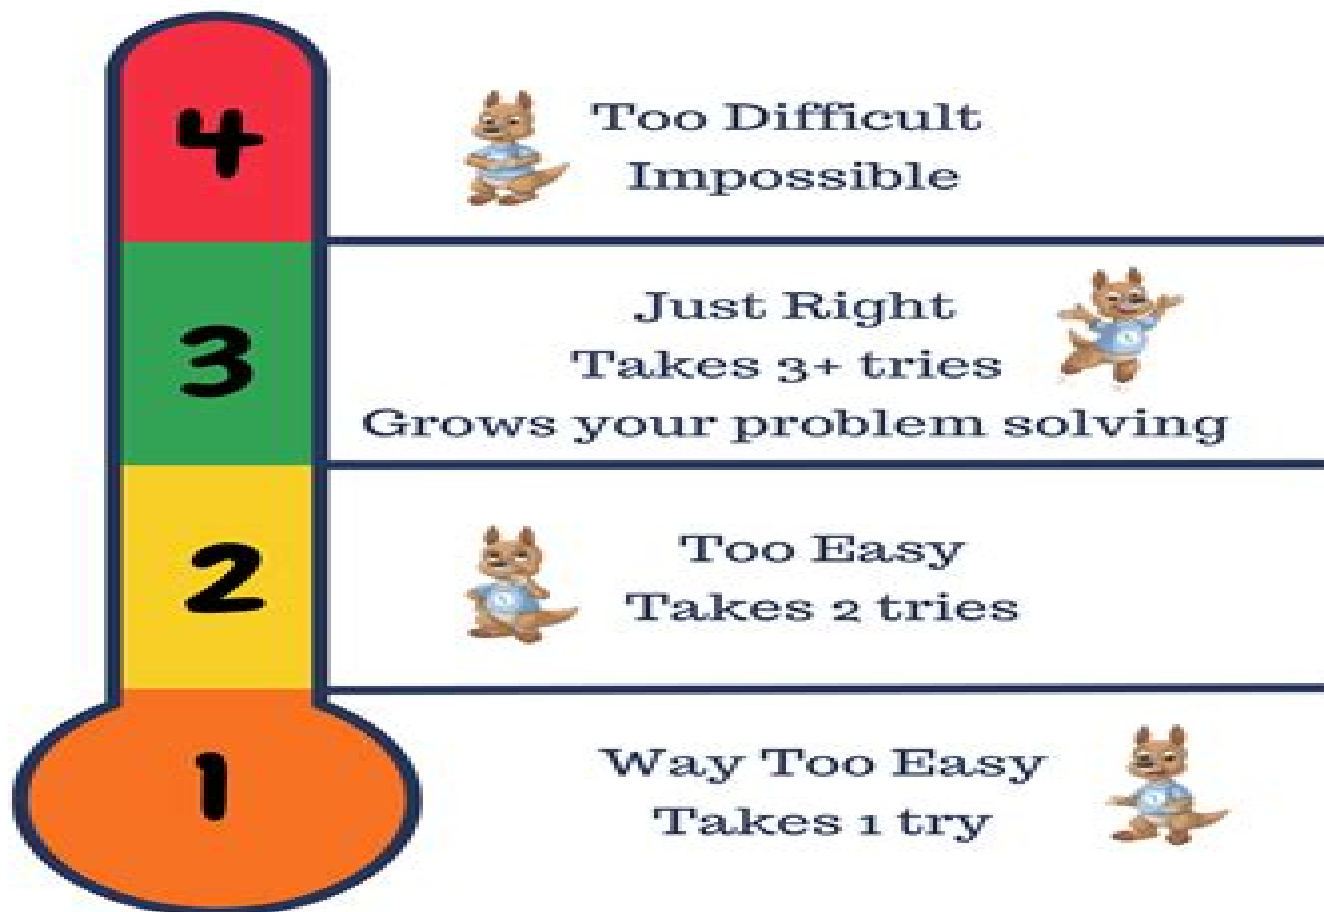 4
Too Difficult
Impossible
3
Just Right
Takes 3+ tries
Grows your problem solving
2
Too Easy
Takes 2 tries
1
Way Too Easy
Takes 1 try